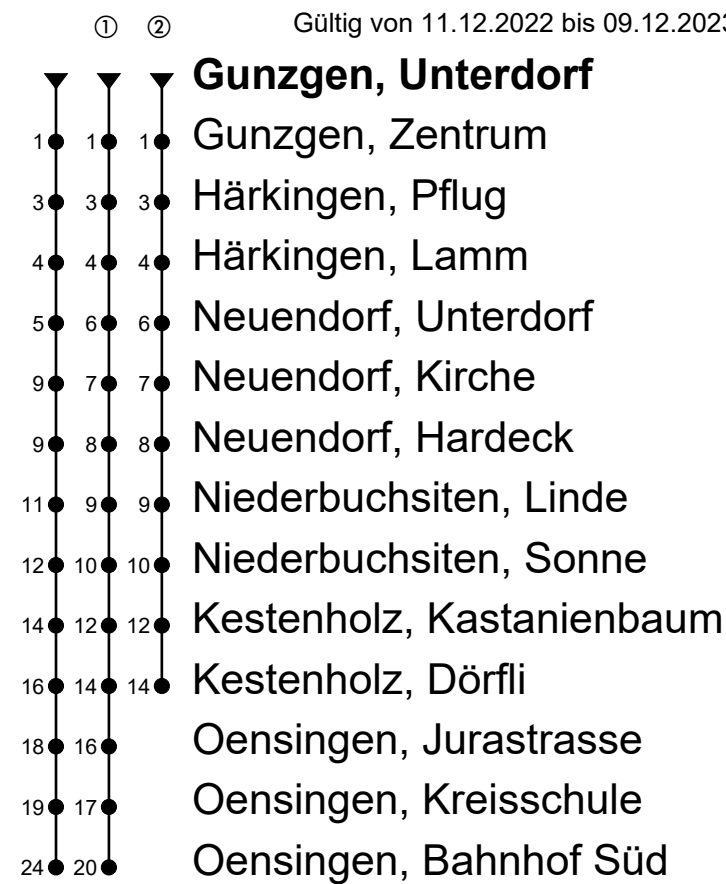 ① ② Gültig von 11.12.2022 bis 09.12.2023
Gunzgen, Unterdorf
1 1 1 Gunzgen, Zentrum
3 3 3 Härkingen, Pflug
4 4 4 Härkingen, Lamm
5 6 6 Neuendorf, Unterdorf
9 7 7 Neuendorf, Kirche
9 8 8 Neuendorf, Hardeck
11 9 9 Niederbuchsiten, Linde
12 10 10 Niederbuchsiten, Sonne
14 12 12 Kestenholz, Kastanienbaum
16 14 14 Kestenholz, Dörfli
18 16 Oensingen, Jurastrasse
19 17 Oensingen, Kreisschule
24 20 Oensingen, Bahnhof Süd